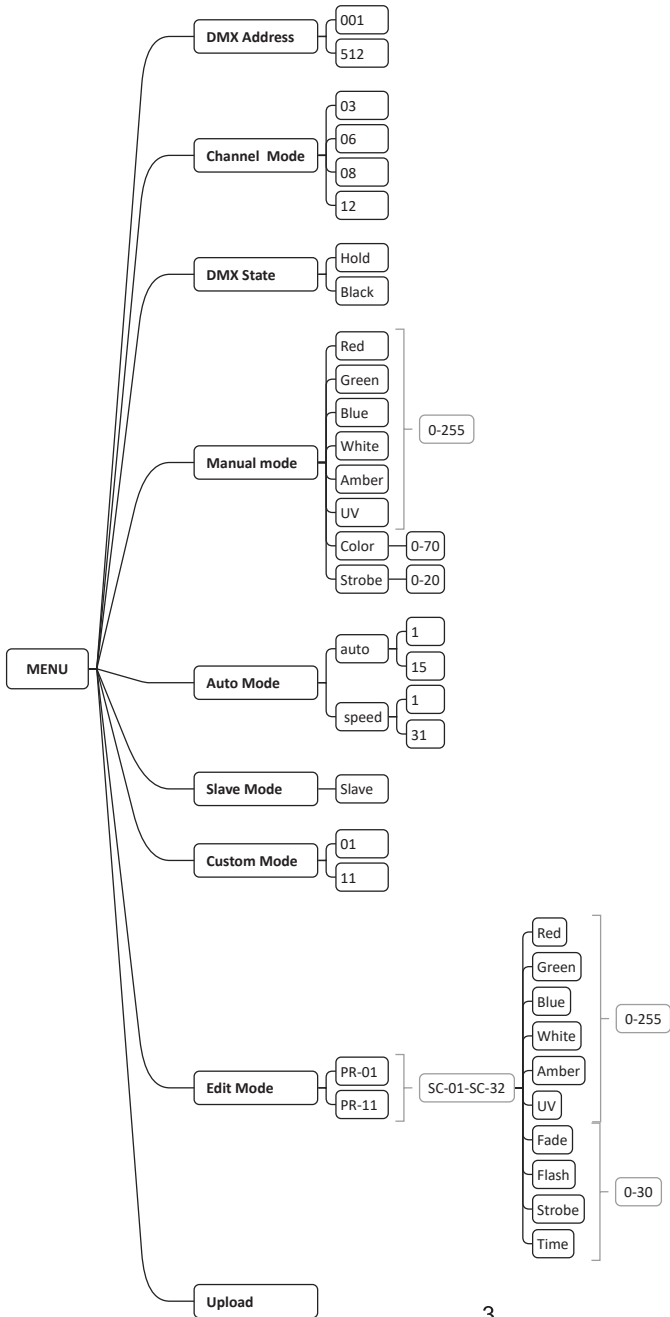 DMX Address
001
512
Channel Mode
03
06
08
12
DMX State
Hold
Black
Manual mode
Red
Green
Blue
White
Amber
UV
0-255
Color
0-70
Strobe
0-20
MENU
Auto Mode
auto
1
15
speed
1
31
Slave Mode
Slave
Custom Mode
01
11
Edit Mode
PR-01
PR-11
SC-01-SC-32
Red
Green
Blue
White
Amber
UV
0-255
Fade
Flash
Strobe
Time
0-30
Upload
3